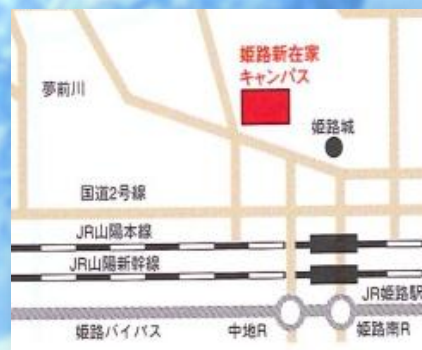 姫路新在家
キャンパス
夢前川
姫路城
国道2号線
JR山陽本線
JR山陽新幹線
JR姫路駅
姫路バイパス
中地R
姫路南R